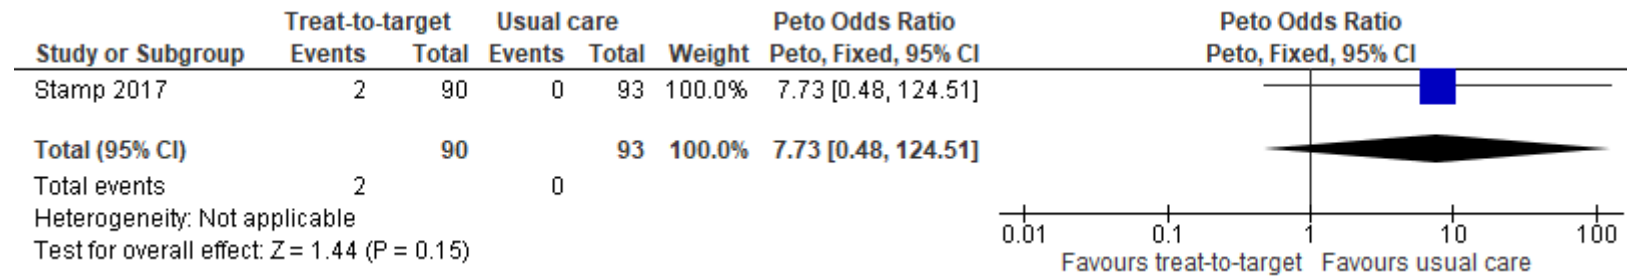 Treat-to-target Usual care Peto Odds Ratio Peto Odds Ratio
Study or Subgroup Events Total Events Total Weight Peto, Fixed, 95% CI Peto, Fixed, 95% CI
Stamp 2017 2 90 0 93 100.0% 7.73 [0.48, 124.51]
Total (95% CI) 90 93 100.0% 7.73 [0.48, 124.51]
Total events 2 0
Heterogeneity: Not applicable
Test for overall effect: Z = 1.44 (P = 0.15)
0.01 0.1 1 10 100
Favours treat-to-target Favours usual care